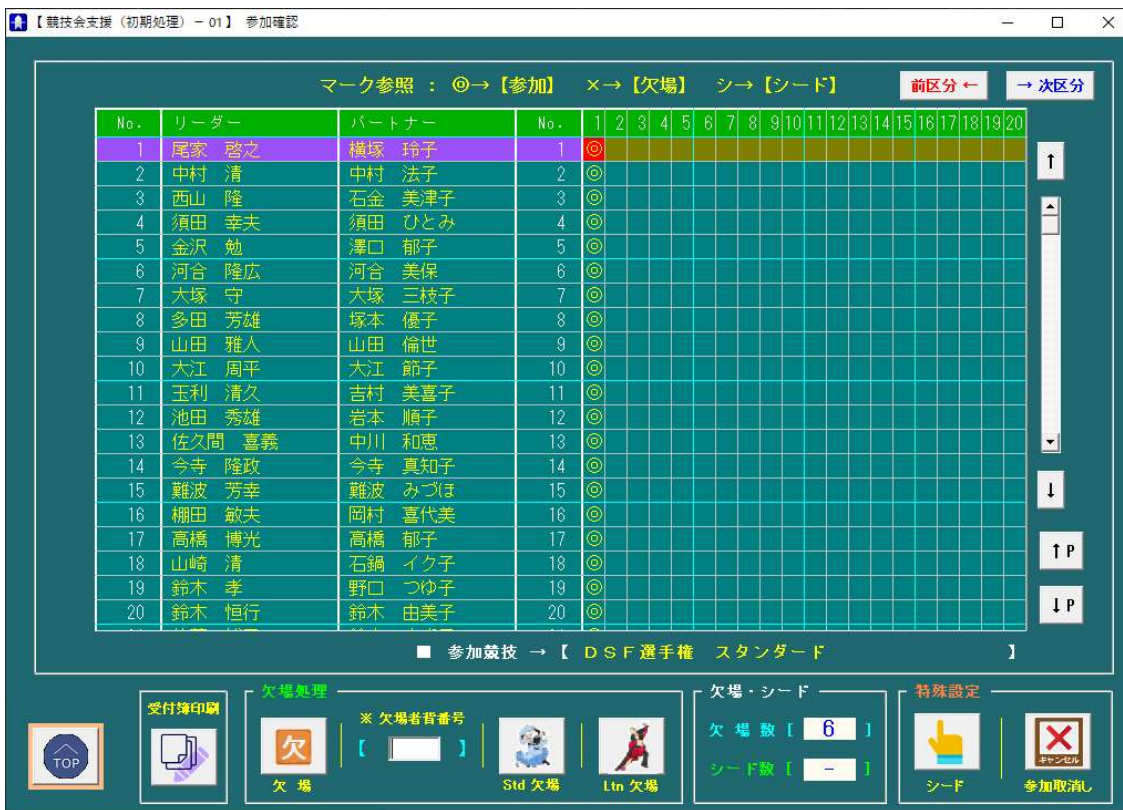 【 競技会支援（初期処理）－ 01 】 参加確認
マーク参照 ： ◎→【参加】 ×→【欠場】 シ→【シード】
前区分 ←
→ 次区分
No. リーダー パートナー No. 1 2 3 4 5 6 7 8 9 10 11 12 13 14 15 16 17 18 19 20
1 尾家 啓之 横塚 玲子 1 ◎
2 中村 清 中村 法子 2 ◎
3 西山 隆 石金 美津子 3 ◎
4 須田 幸夫 須田 ひとみ 4 ◎
5 金沢 勉 澤口 郁子 5 ◎
6 河合 隆広 河合 美保 6 ◎
7 大塚 守 大塚 三枝子 7 ◎
8 多田 芳雄 塚本 優子 8 ◎
9 山田 雅人 山田 倫世 9 ◎
10 大江 周平 大江 節子 10 ◎
11 玉利 清久 吉村 美喜子 11 ◎
12 池田 秀雄 岩本 順子 12 ◎
13 佐久間 喜義 中川 和恵 13 ◎
14 今寺 隆政 今寺 真知子 14 ◎
15 難波 芳幸 難波 みづほ 15 ◎
16 棚田 敏夫 岡村 喜代美 16 ◎
17 高橋 博光 高橋 郁子 17 ◎
18 山崎 清 石鍋 イク子 18 ◎
19 鈴木 孝 野口 つゆ子 19 ◎
20 鈴木 恒行 鈴木 由美子 20 ◎
↑
↓
↑ P
↓ P
■ 参加競技 → 【 ＤＳＦ選手権 スタンダード 】
TOP
受付簿印刷
欠場処理
欠
欠 場
※ 欠場者背番号
【 】
Std 欠場
Ltn 欠場
欠場・シード
欠 場 数 [ 6 ]
シード数 [ － ]
特殊設定
シード
キャンセル
参加取消し